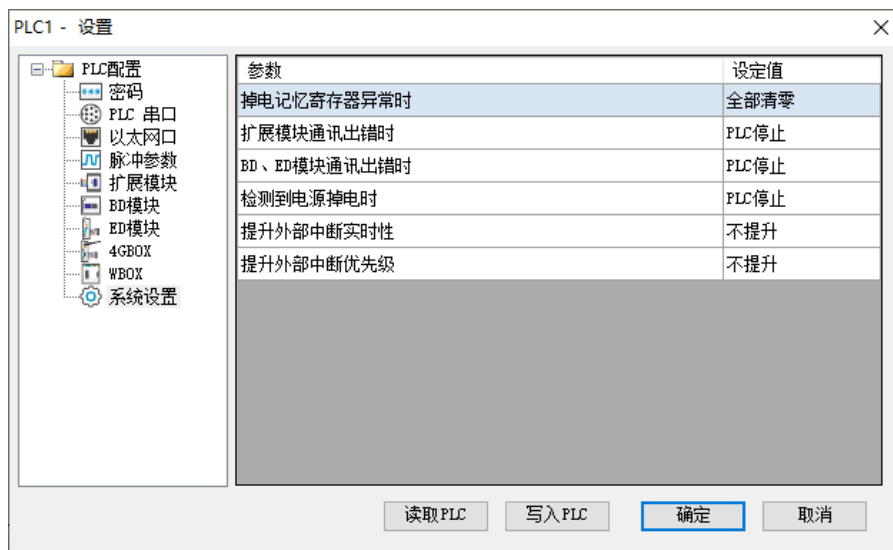 PLC1 - 设置
PLC配置
密码
PLC 串口
以太网口
脉冲参数
扩展模块
BD模块
ED模块
4GBOX
WBOX
系统设置
参数 设定值
掉电记忆寄存器异常时 全部清零
扩展模块通讯出错时 PLC停止
BD、ED模块通讯出错时 PLC停止
检测到电源掉电时 PLC停止
提升外部中断实时性 不提升
提升外部中断优先级 不提升
读取PLC 写入PLC 确定 取消